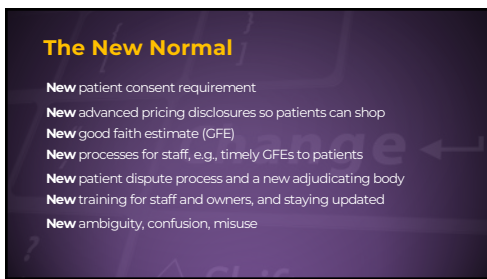 The New Normal
New patient consent requirement
New advanced pricing disclosures so patients can shop
New good faith estimate (GFE)
New processes for staff, e.g., timely GFEs to patients
New patient dispute process and a new adjudicating body
New training for staff and owners, and staying updated
New ambiguity, confusion, misuse